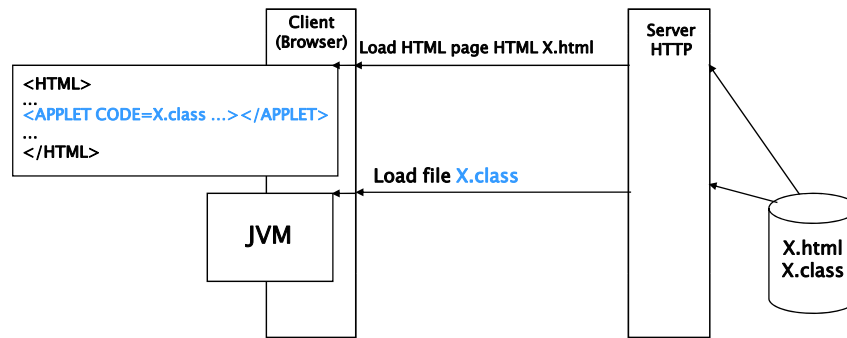 Client
(Browser)
Server
HTTP
Load HTML page HTML X.html
<HTML>
...
<APPLET CODE=X.class ...></APPLET>
...
</HTML>
Load file X.class
JVM
X.html
X.class